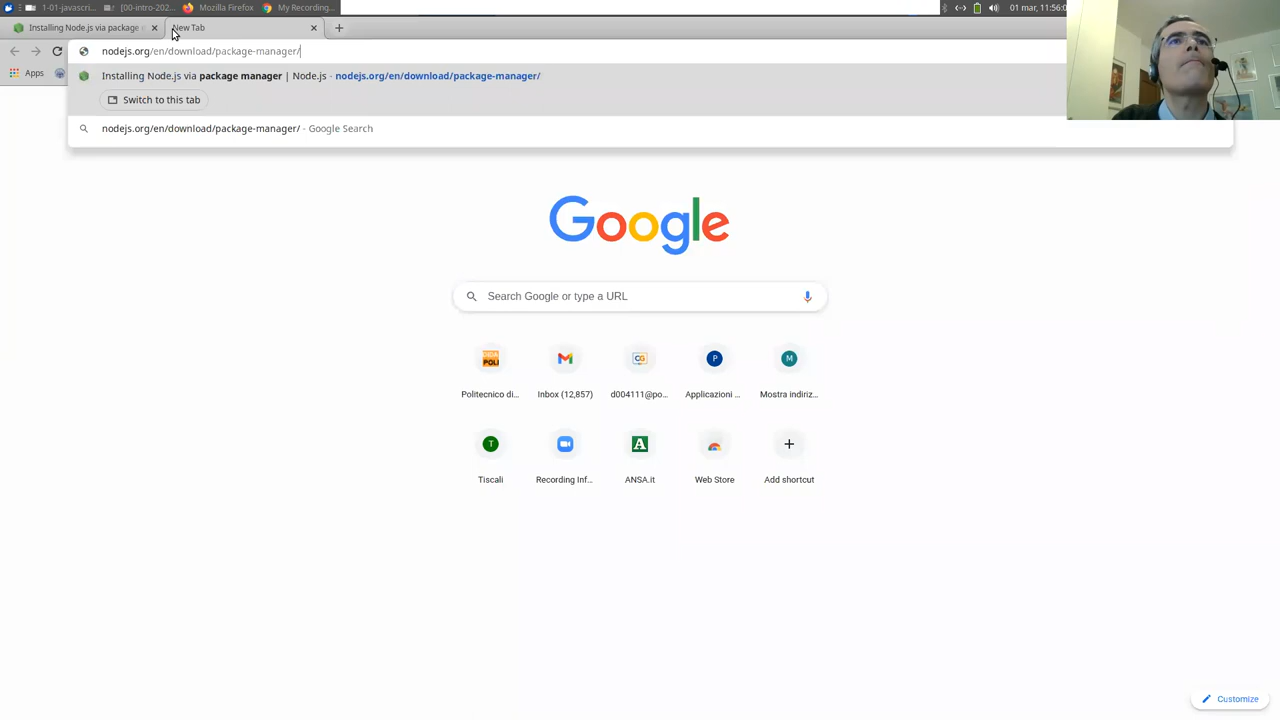 1-01-javascri...
[00-intro-202...
Mozilla Firefox
My Recording...
01 mar, 11:56:0
Installing Node.js via package
New Tab
nodejs.org/en/download/package-manager/
Apps
Installing Node.js via package manager | Node.js - nodejs.org/en/download/package-manager/
Switch to this tab
nodejs.org/en/download/package-manager/ - Google Search
Google
Search Google or type a URL
DIDA
POLI
CG
P
M
Politecnico di...
Inbox (12,857)
d004111@po...
Applicazioni ...
Mostra indiriz...
T
A
Tiscali
Recording Inf...
ANSA.it
Web Store
Add shortcut
Customize